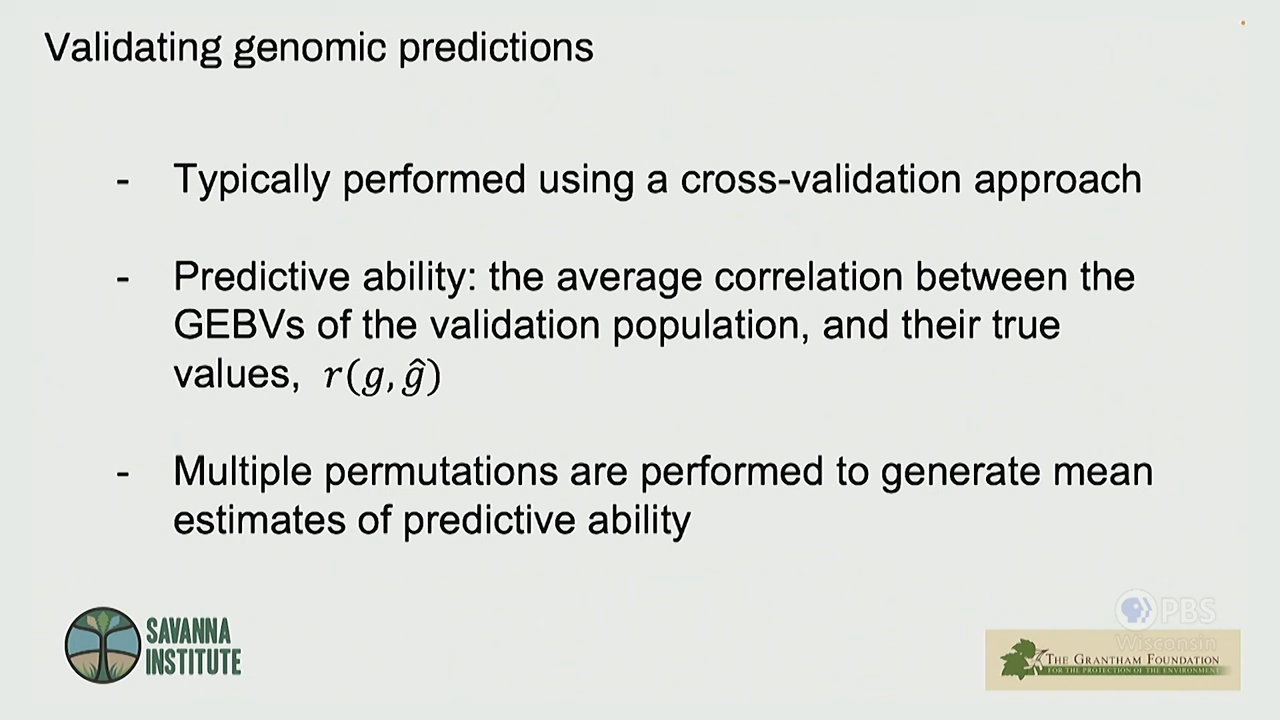 Validating genomic predictions
- Typically performed using a cross-validation approach
- Predictive ability: the average correlation between the
GEBVs of the validation population, and their true
values, r(g, ĝ)
- Multiple permutations are performed to generate mean
estimates of predictive ability
SAVANNA
INSTITUTE
PBS
Wisconsin
THE GRANTHAM FOUNDATION
FOR THE PROTECTION OF THE ENVIRONMENT